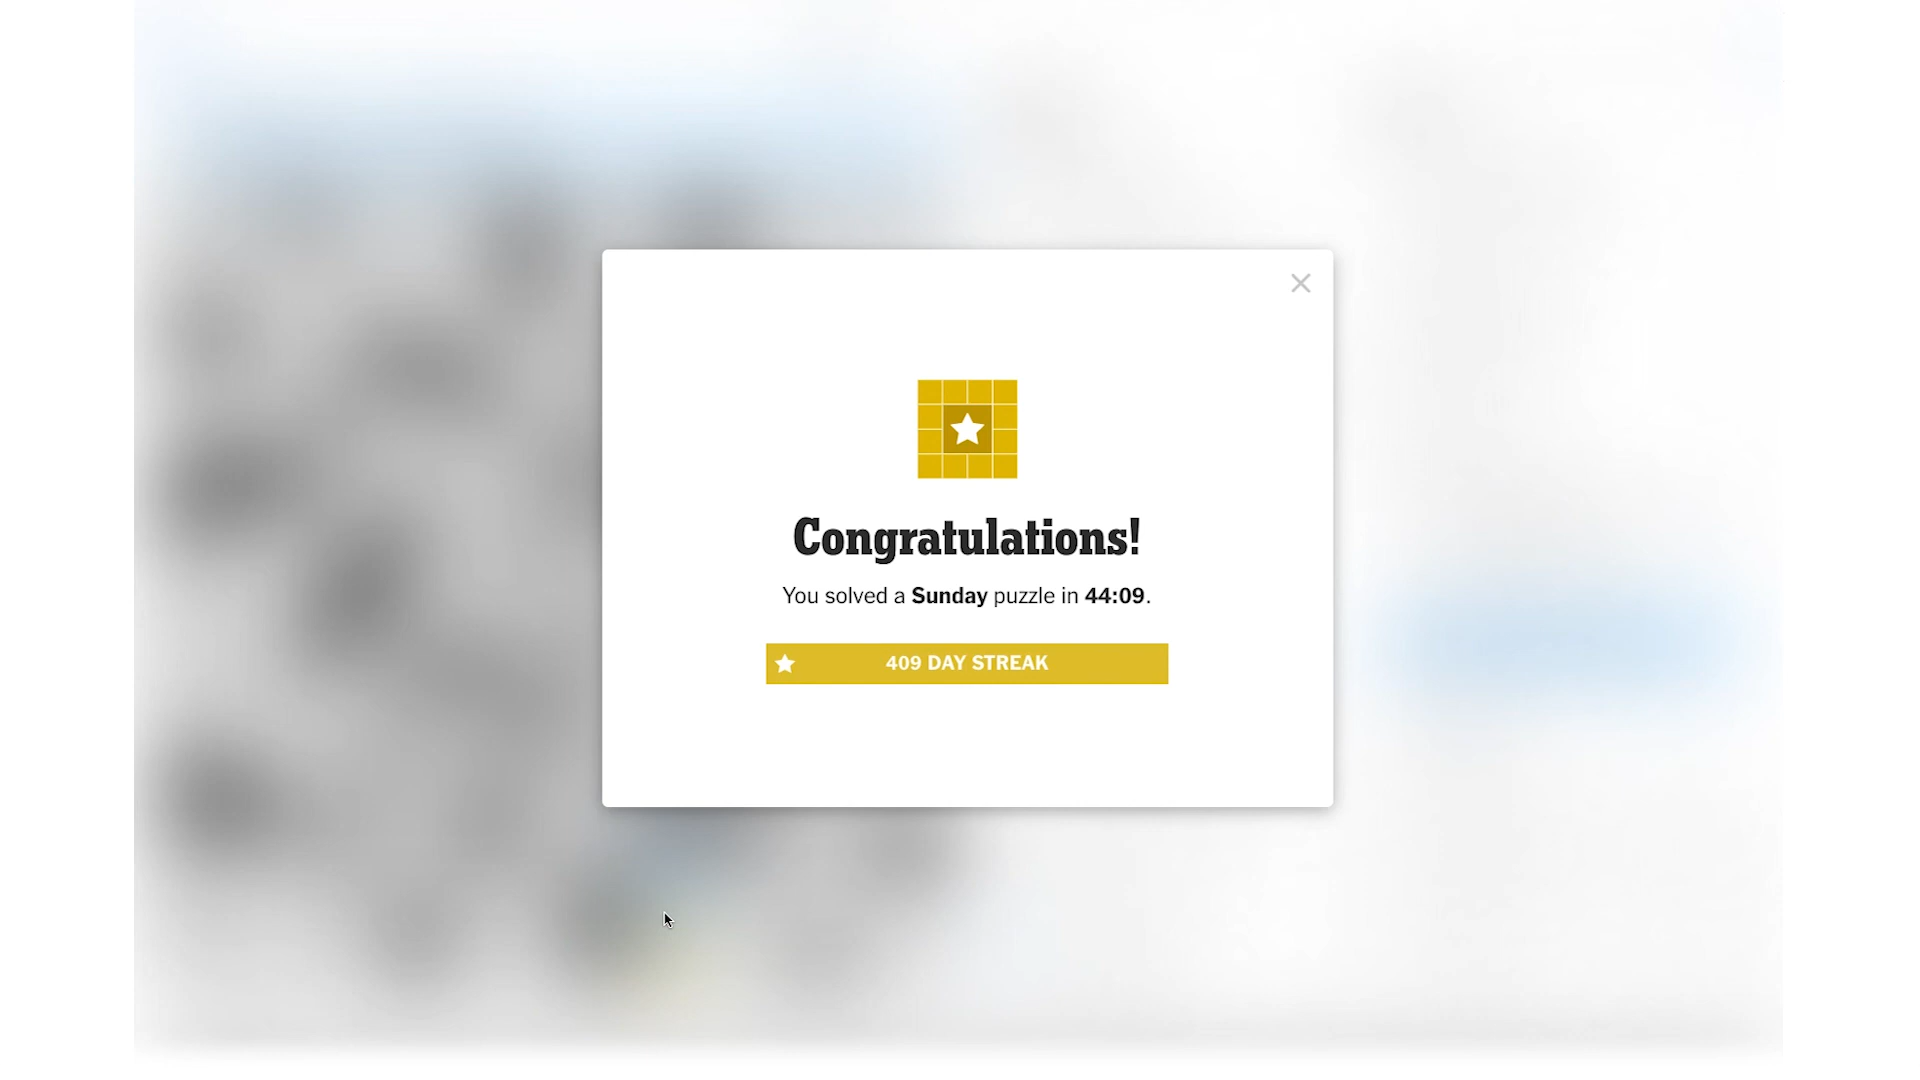 Congratulations!
You solved a Sunday puzzle in 44:09.
409 DAY STREAK